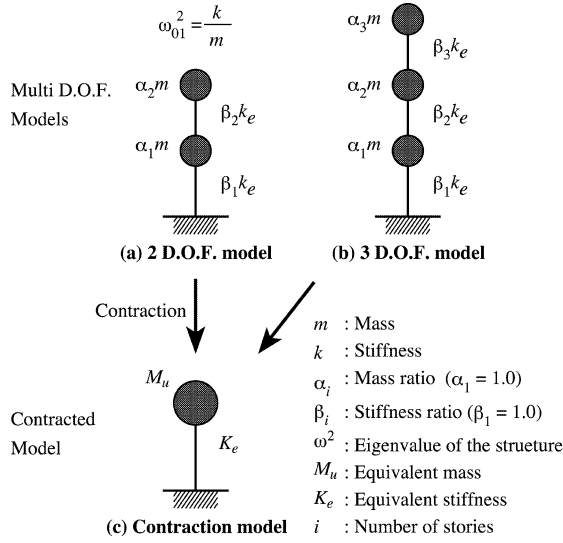 ω₀₁² = k/m
α₃m
β₃kₑ
Multi D.O.F.
Models
α₂m
β₂kₑ
α₁m
β₁kₑ
α₂m
β₂kₑ
α₁m
β₁kₑ
(a) 2 D.O.F. model
(b) 3 D.O.F. model
Contraction
Mᵤ
Contracted
Model
Kₑ
(c) Contraction model
m : Mass
k : Stiffness
αᵢ : Mass ratio (α₁ = 1.0)
βᵢ : Stiffness ratio (β₁ = 1.0)
ω² : Eigenvalue of the strueture
Mᵤ : Equivalent mass
Kₑ : Equivalent stiffness
i : Number of stories